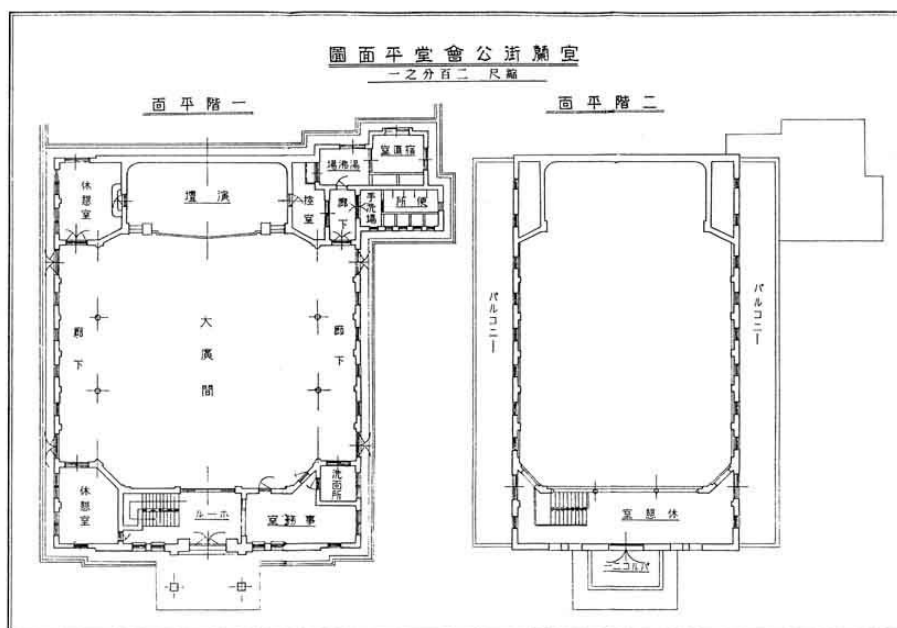 宜蘭街公會堂平面圖
縮尺 二百分之一
一階平面
宿直室
湯沸場
休憩室
演壇
控室
廊下
手洗場
便所
廊下
大廣間
廊下
休憩室
ホール
事務室
洗面所
二階平面
バルコニー
バルコニー
休憩室
バルコニー